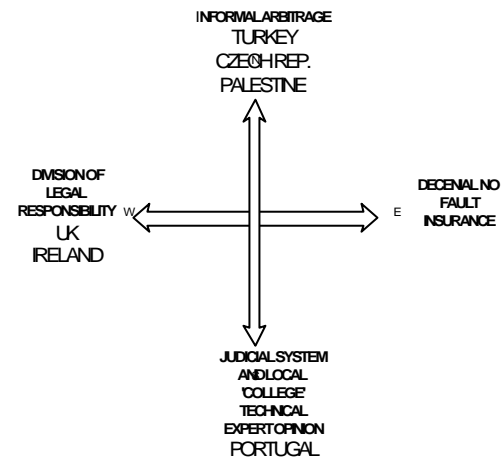 INFORMAL ARBITRAGE
TURKEY
CZECH REP.
N
PALESTINE
DIVISION OF
LEGAL
RESPONSIBILITY
UK
IRELAND
W
E
DECENIAL NO
FAULT
INSURANCE
JUDICIAL SYSTEM
AND LOCAL
'COLLEGE'
TECHNICAL
EXPERT OPINION
PORTUGAL